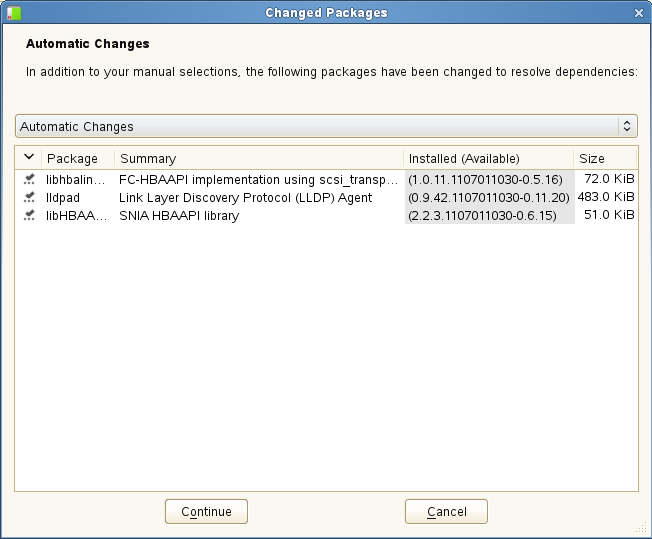 Changed Packages
Automatic Changes
In addition to your manual selections, the following packages have been changed to resolve dependencies:
Automatic Changes
Package Summary Installed (Available) Size
libhbalin... FC-HBAAPI implementation using scsi_transp... (1.0.11.1107011030-0.5.16) 72.0 KiB
lldpad Link Layer Discovery Protocol (LLDP) Agent (0.9.42.1107011030-0.11.20) 483.0 KiB
libHBAA... SNIA HBAAPI library (2.2.3.1107011030-0.6.15) 51.0 KiB
Continue Cancel